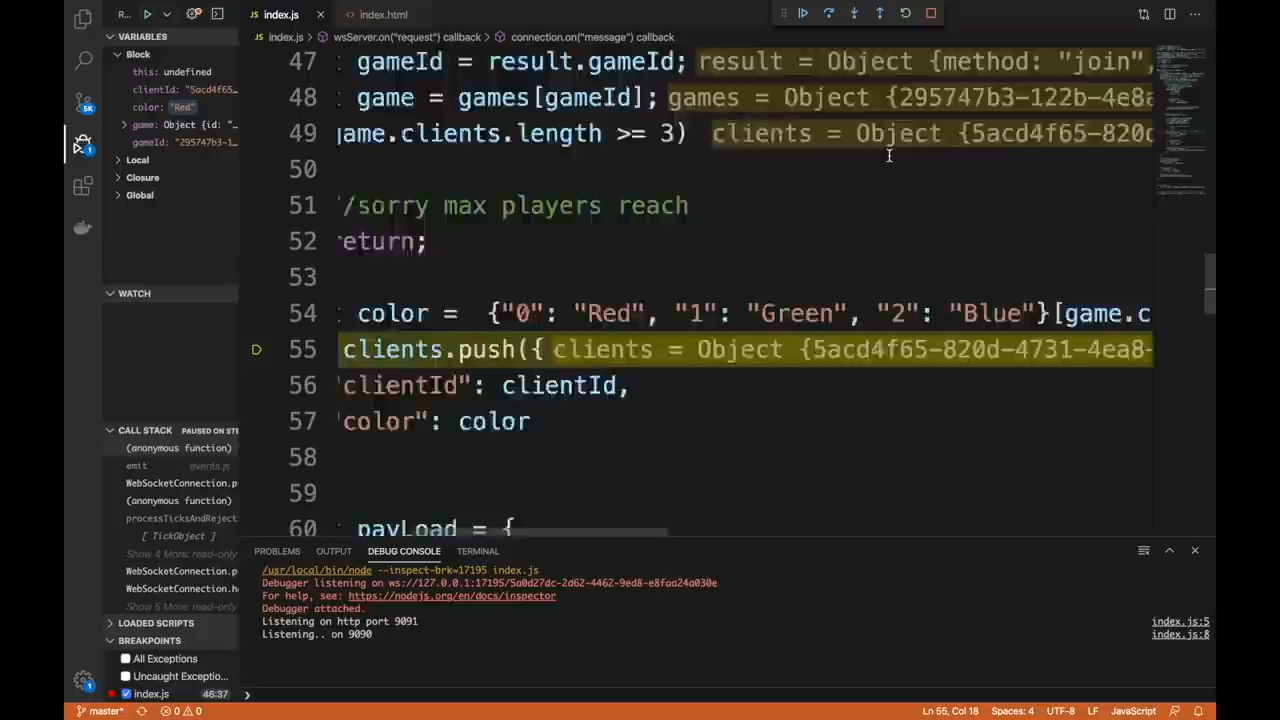 R...
index.js
index.html
index.js > wsServer.on("request") callback > connection.on("message") callback
VARIABLES
Block
this: undefined
clientId: "5acd4f65...
color: "Red"
game: Object {id: "...
gameId: "295747b3-1...
Local
Closure
Global
WATCH
CALL STACK PAUSED ON STE
(anonymous function)
emit events.js
WebSocketConnection.p
(anonymous function)
processTicksAndReject
[ TickObject ]
Show 4 More: read-only
WebSocketConnection.p
WebSocketConnection.h
Show 5 More: read-only
LOADED SCRIPTS
BREAKPOINTS
All Exceptions
Uncaught Exceptio...
index.js 46:37
47 gameId = result.gameId; result = Object {method: "join",
48 game = games[gameId]; games = Object {295747b3-122b-4e8a
49 game.clients.length >= 3) clients = Object {5acd4f65-820d
50
51 /sorry max players reach
52 eturn;
53
54 color = {"0": "Red", "1": "Green", "2": "Blue"}[game.c
55 clients.push({ clients = Object {5acd4f65-820d-4731-4ea8-
56 "clientId": clientId,
57 "color": color
58
59
60 payLoad = {
PROBLEMS OUTPUT DEBUG CONSOLE TERMINAL
/usr/local/bin/node --inspect-brk=17195 index.js
Debugger listening on ws://127.0.0.1:17195/5a0d27dc-2d62-4462-9ed8-e8faa24a030e
For help, see: https://nodejs.org/en/docs/inspector
Debugger attached.
Listening on http port 9091 index.js:5
Listening.. on 9090 index.js:8
5K
1
1
master* 0 0 Ln 55, Col 18 Spaces: 4 UTF-8 LF JavaScript